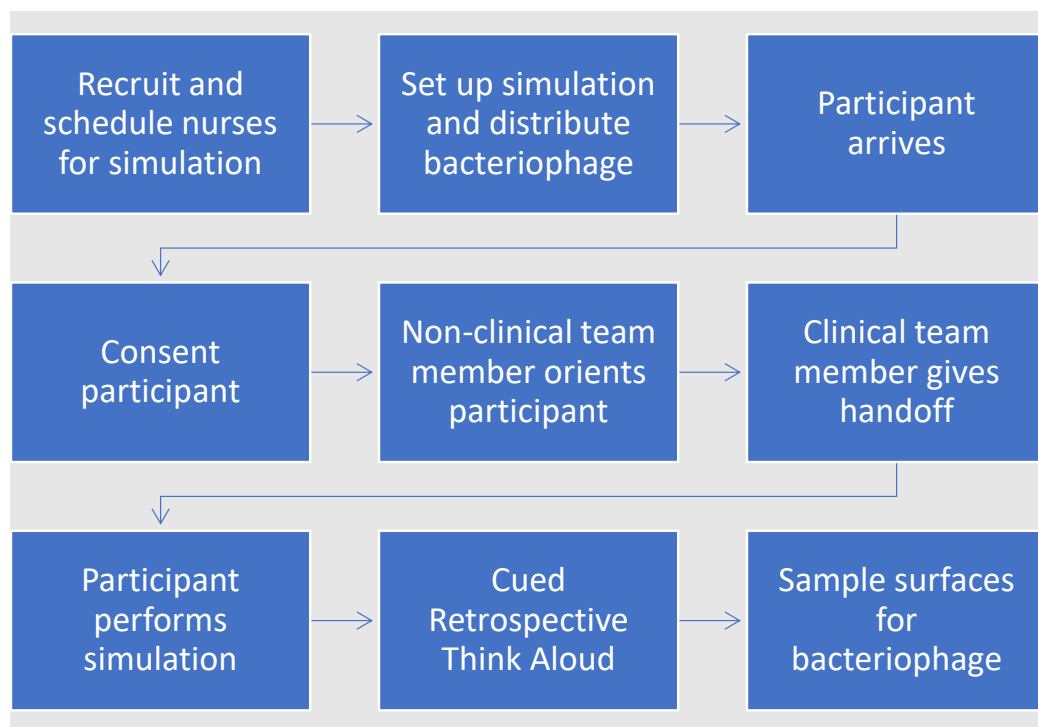 Recruit and
schedule nurses
for simulation
Set up simulation
and distribute
bacteriophage
Participant
arrives
Consent
participant
Non-clinical team
member orients
participant
Clinical team
member gives
handoff
Participant
performs
simulation
Cued
Retrospective
Think Aloud
Sample surfaces
for
bacteriophage